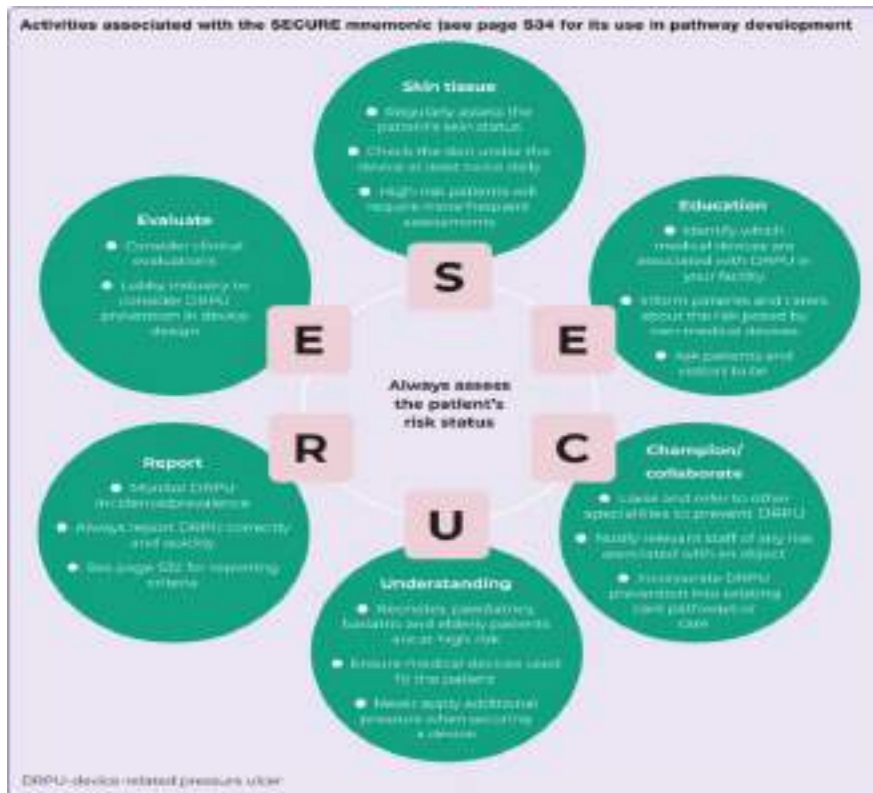 Activities associated with the SECURE mnemonic (see page S34 for its use in pathway development
Skin tissue
Regularly assess the
patient's skin status
Check the skin under the
device at least twice daily
High risk patients will
require more frequent
assessments
Education
Identify which
medical devices are
associated with DRPU in
your facility
Inform patients and carers
about the risk posed by
non-medical devices
Ask patients and
visitors to be
Champion/
collaborate
Liaise and refer to other
specialities to prevent DRPU
Notify relevant staff of any risk
associated with an object
Incorporate DRPU
prevention into existing
care pathways or
care
Understanding
Neonates, paediatrics,
bariatric and elderly patients
are at high risk
Ensure medical devices used
fit the patient
Never apply additional
pressure when securing
a device
Report
Monitor DRPU
incidence/prevalence
Always report DRPU correctly
and quickly
See page S32 for reporting
criteria
Evaluate
Consider clinical
evaluations
Lobby industry to
consider DRPU
prevention in device
design
S
E
C
U
R
E
Always assess
the patient's
risk status
DRPU-device-related pressure ulcer